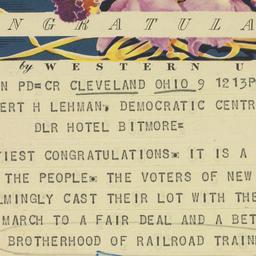 NGRATULA
by WESTERN U
N PD=CR CLEVELAND OHIO 9 1213P
ERT H LEHMAN, DEMOCRATIC CENTR
DLR HOTEL BITMORE=
TIEST CONGRATULATIONS. IT IS A
THE PEOPLE. THE VOTERS OF NEW
LMINGLY CAST THEIR LOT WITH THE
MARCH TO A FAIR DEAL AND A BET
BROTHERHOOD OF RAILROAD TRAIN